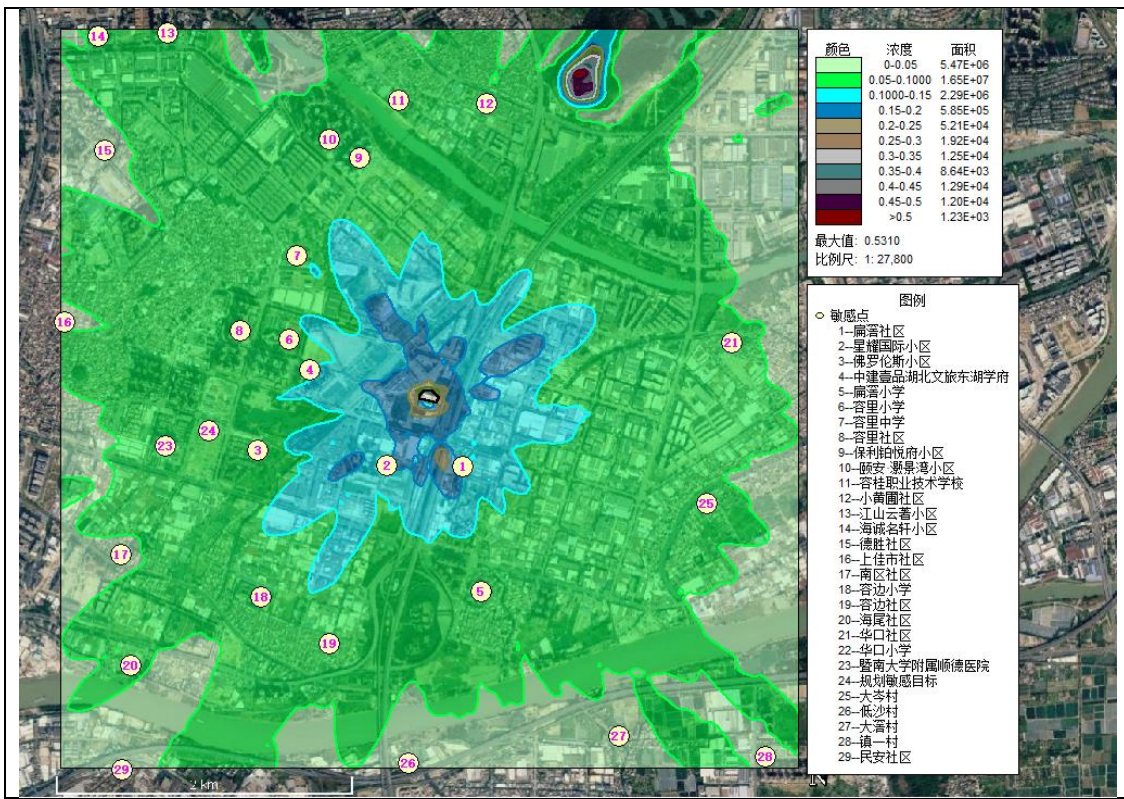 颜色 浓度 面积
0-0.05 5.47E+06
0.05-0.1000 1.65E+07
0.1000-0.15 2.29E+06
0.15-0.2 5.85E+05
0.2-0.25 5.21E+04
0.25-0.3 1.92E+04
0.3-0.35 1.25E+04
0.35-0.4 8.64E+03
0.4-0.45 1.29E+04
0.45-0.5 1.20E+04
>0.5 1.23E+03
最大值: 0.5310
比例尺: 1: 27,800
图例
敏感点
1--扁滘社区
2--星耀国际小区
3--佛罗伦斯小区
4--中建壹品湖北文旅东湖学府
5--扁滘小学
6--容里小学
7--容里中学
8--容里社区
9--保利铂悦府小区
10--颐安·灏景湾小区
11--容桂职业技术学校
12--小黄圃社区
13--江山云著小区
14--海诚名轩小区
15--德胜社区
16--上佳市社区
17--南区社区
18--容边小学
19--容边社区
20--海尾社区
21--华口社区
22--华口小学
23--暨南大学附属顺德医院
24--规划敏感目标
25--大岑村
26--低沙村
27--大滘村
28--镇一村
29--民安社区
14
13
11
12
10
9
15
7
16
8
6
21
4
24
23
3
2
1
25
17
5
18
19
20
27
28
26
29
2 km
N